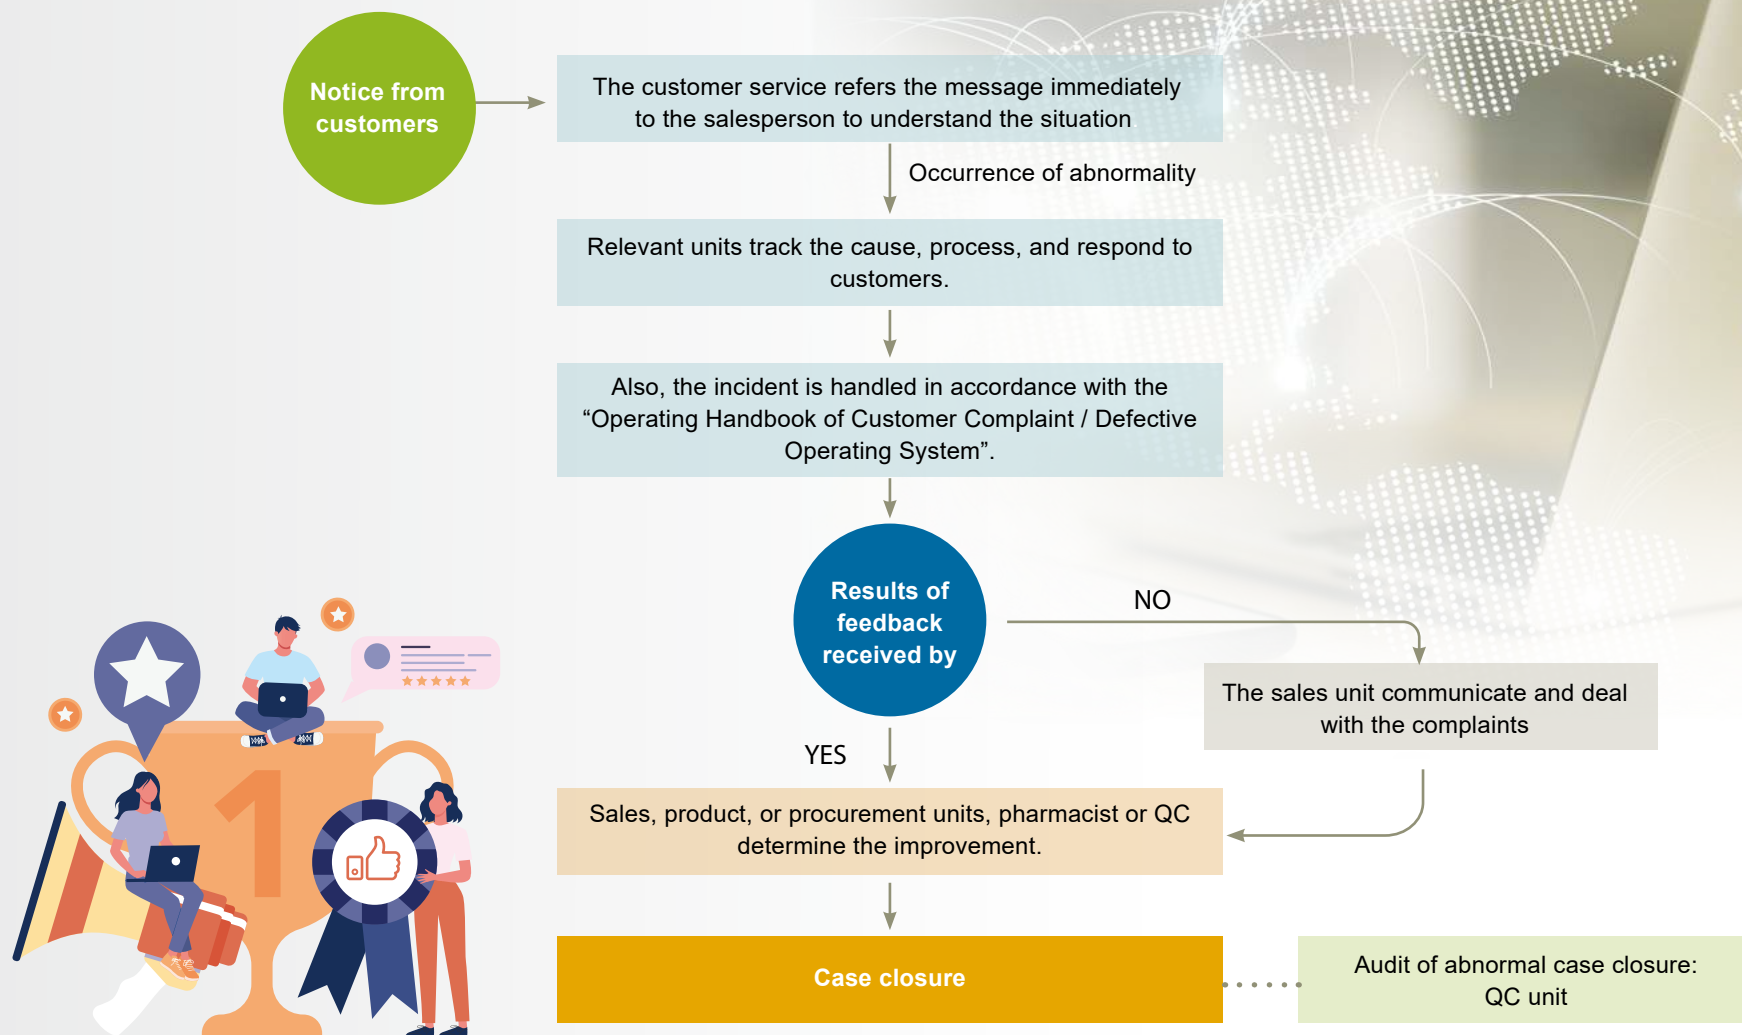 Notice from
customers
The customer service refers the message immediately
to the salesperson to understand the situation
Occurrence of abnormality
Relevant units track the cause, process, and respond to
customers.
Also, the incident is handled in accordance with the
“Operating Handbook of Customer Complaint / Defective
Operating System”.
Results of
feedback
received by
NO
The sales unit communicate and deal
with the complaints
YES
Sales, product, or procurement units, pharmacist or QC
determine the improvement.
Case closure
Audit of abnormal case closure:
QC unit
1